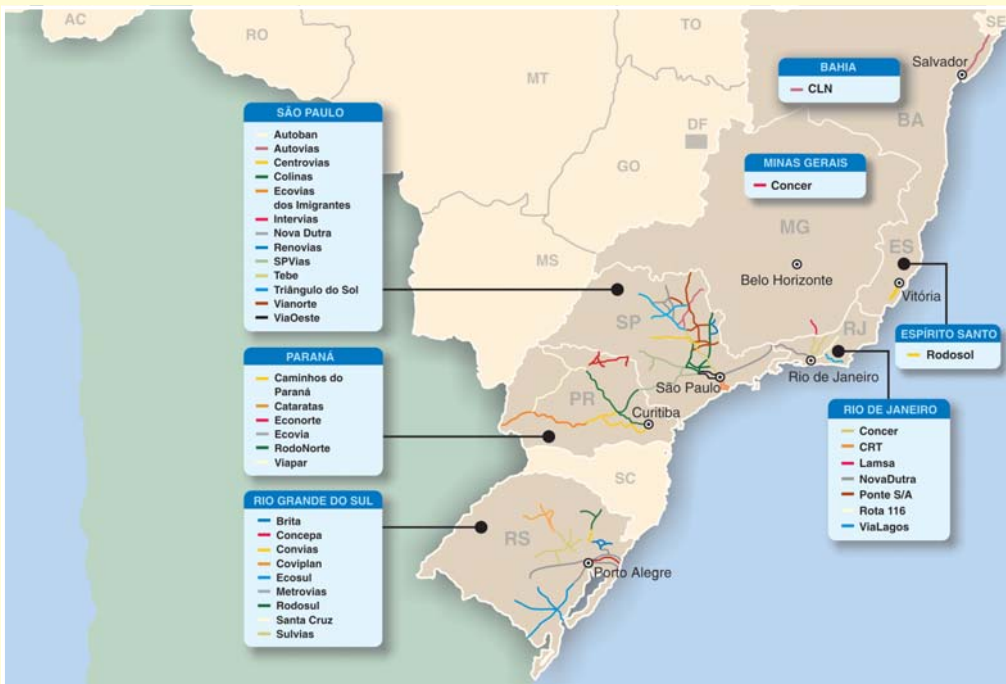 AC
RO
TO
SE
MT
Salvador
BAHIA
CLN
BA
DF
GO
SÃO PAULO
Autoban
Autovias
Centrovias
Colinas
Ecovias
dos Imigrantes
Intervias
Nova Dutra
Renovias
SPVias
Tebe
Triângulo do Sol
Vianorte
ViaOeste
MINAS GERAIS
Concer
MG
ES
MS
Belo Horizonte
Vitória
SP
RJ
ESPÍRITO SANTO
Rodosol
São Paulo
Rio de Janeiro
PARANÁ
Caminhos do
Paraná
Cataratas
Econorte
Ecovia
RodoNorte
Viapar
PR
Curitiba
RIO DE JANEIRO
Concer
CRT
Lamsa
NovaDutra
Ponte S/A
Rota 116
ViaLagos
SC
RIO GRANDE DO SUL
Brita
Concepa
Convias
Coviplan
Ecosul
Metrovias
Rodosul
Santa Cruz
Sulvias
RS
Porto Alegre